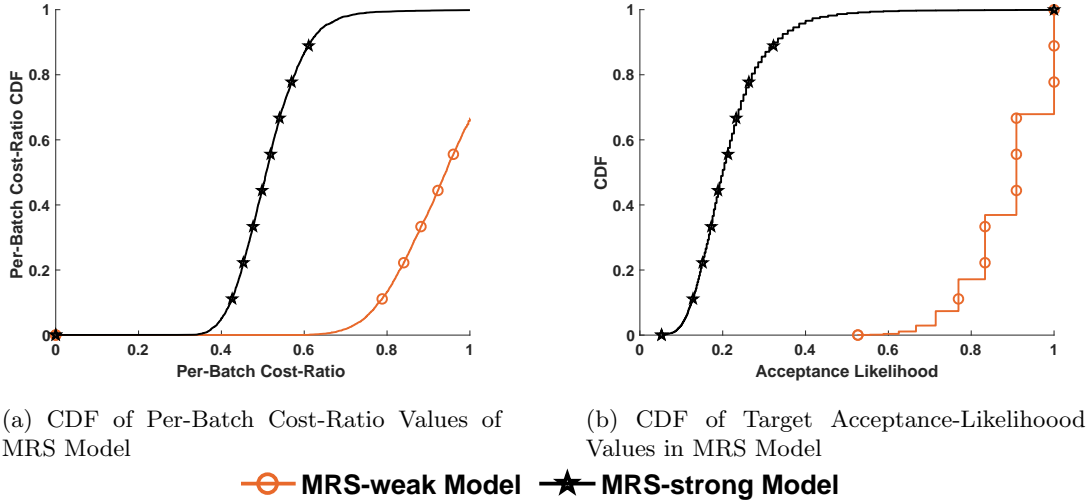 1
0.8
0.6
0.4
0.2
0
Per-Batch Cost-Ratio CDF
0 0.2 0.4 0.6 0.8 1
Per-Batch Cost-Ratio
1
0.8
0.6
0.4
0.2
0
CDF
0 0.2 0.4 0.6 0.8 1
Acceptance Likelihood
(a) CDF of Per-Batch Cost-Ratio Values of
MRS Model
(b) CDF of Target Acceptance-Likelihoood
Values in MRS Model
MRS-weak Model MRS-strong Model